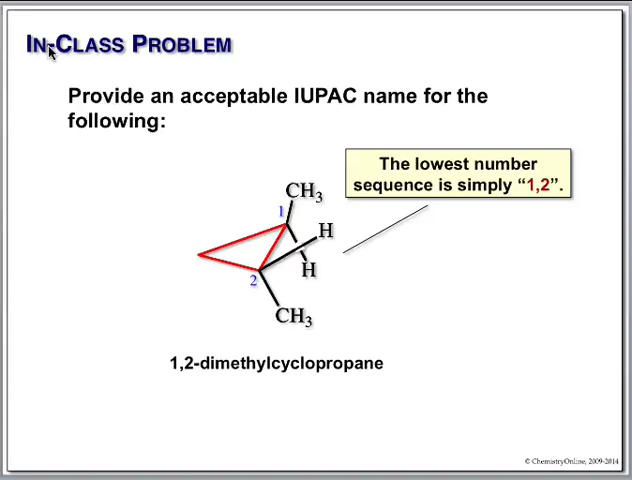 IN-CLASS PROBLEM
Provide an acceptable IUPAC name for the
following:
The lowest number
sequence is simply “1,2”.
CH3
1
H
H
2
CH3
1,2-dimethylcyclopropane
© ChemistryOnline, 2009-2014